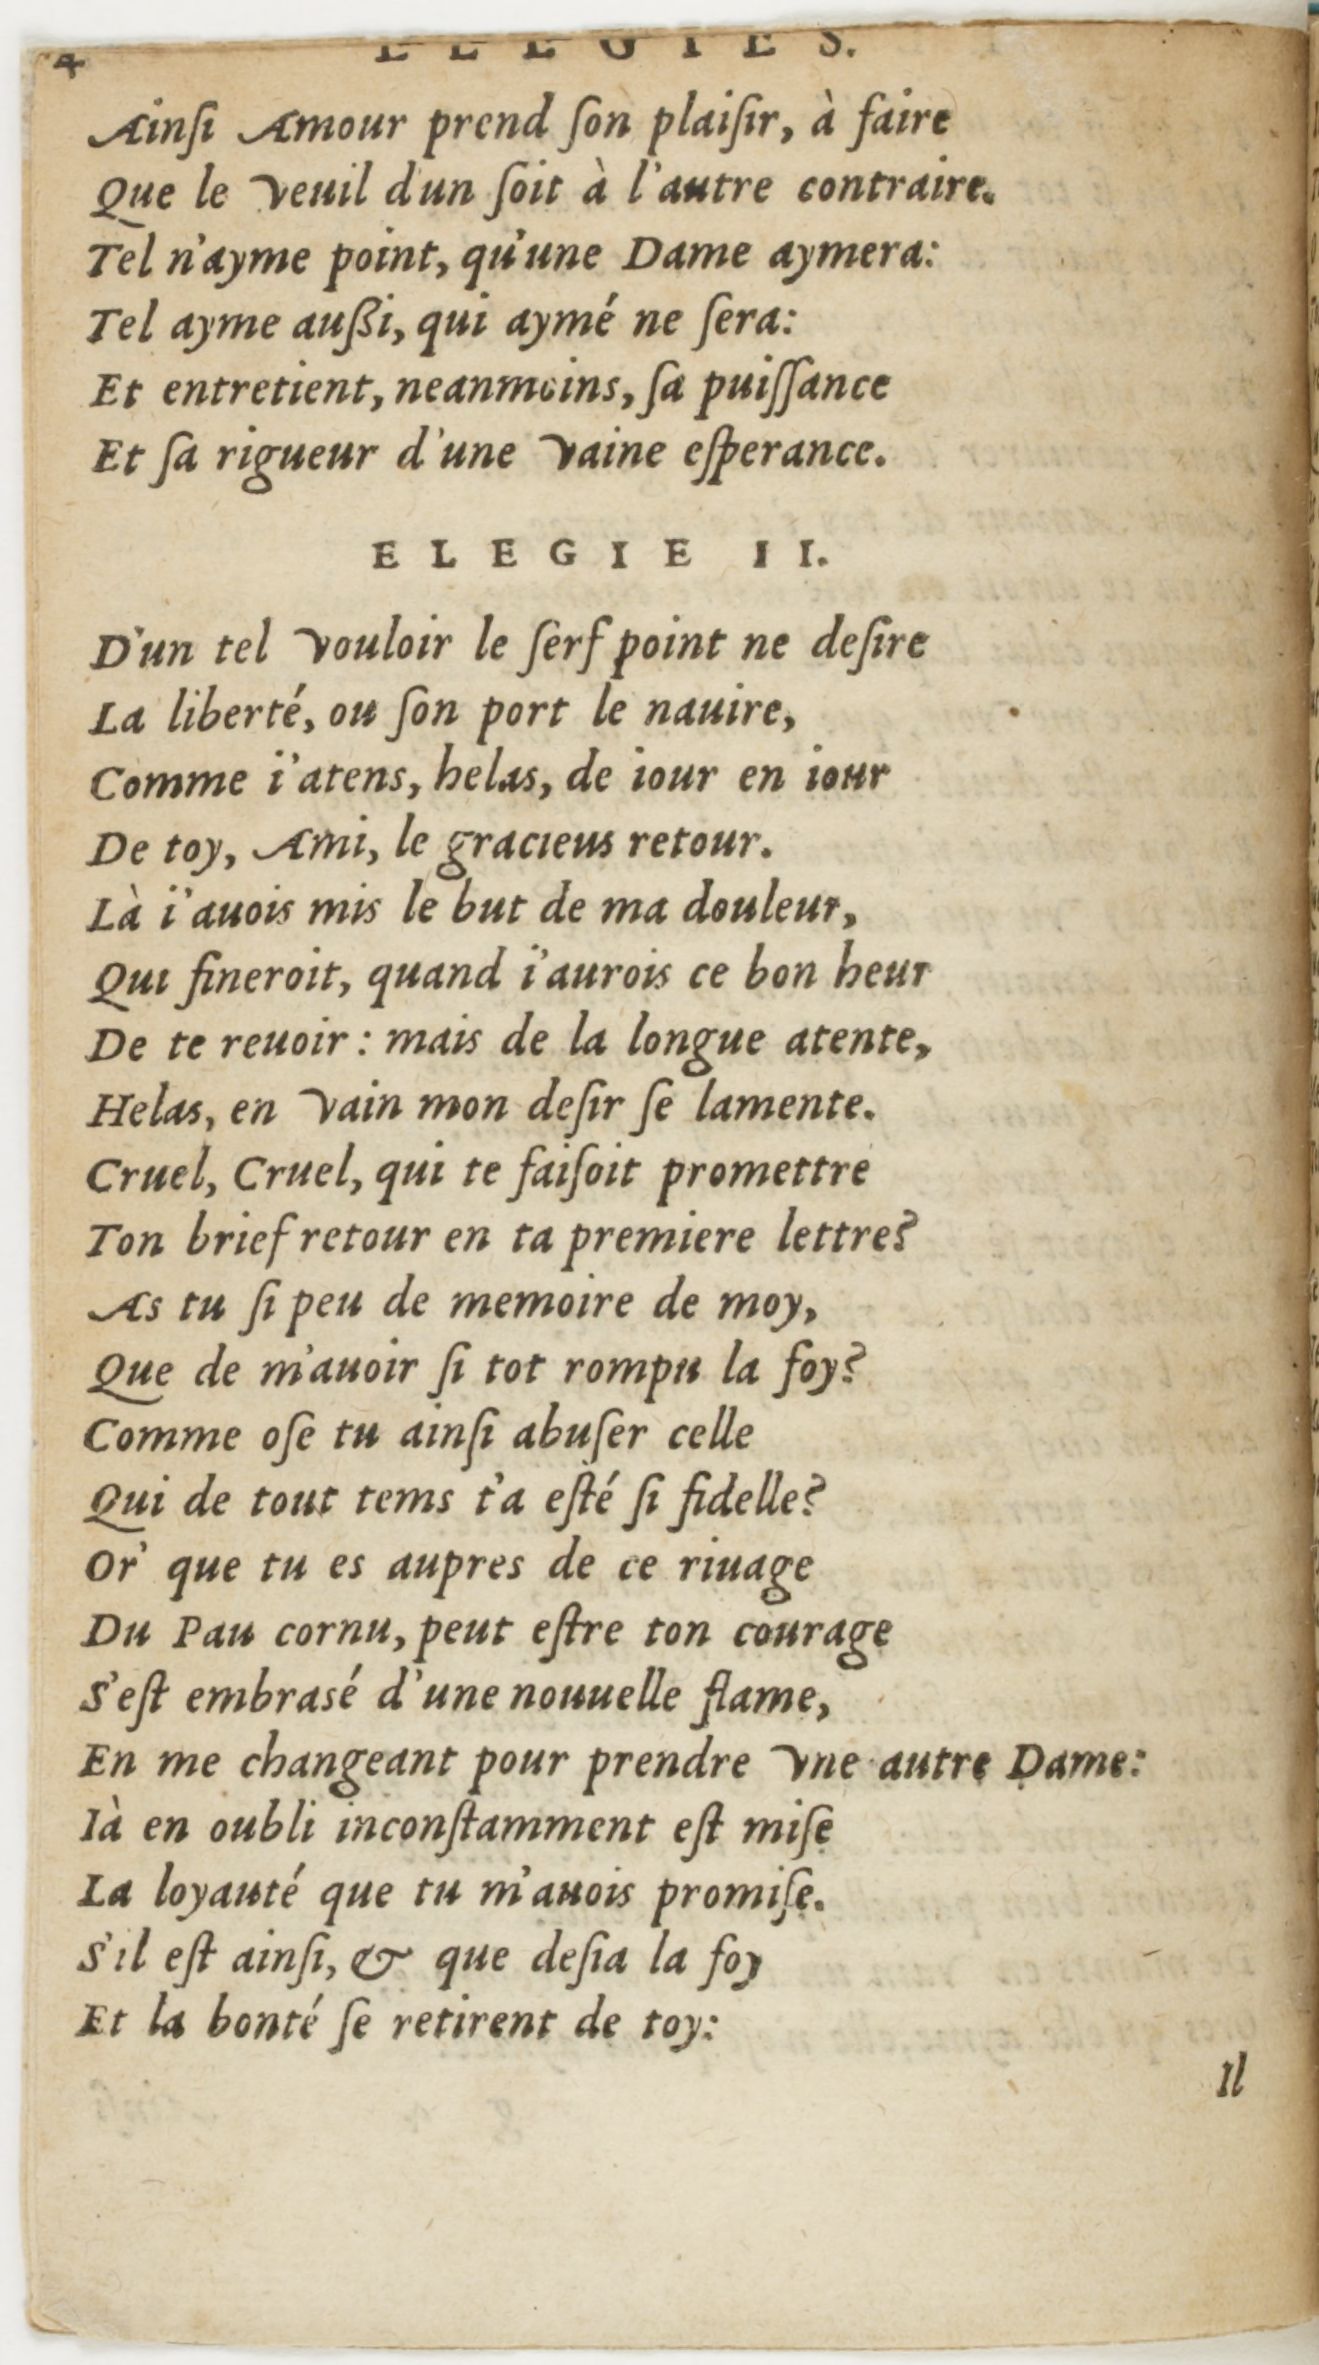 4 ELEGIES.
Ainſi Amour prend ſon plaiſir, à faire
Que le veuil d'un ſoit à l'autre contraire.
Tel n'ayme point, qu'une Dame aymera:
Tel ayme außi, qui aymé ne ſera:
Et entretient, neanmoins, ſa puiſſance
Et ſa rigueur d'une vaine eſperance.
ELEGIE II.
D'un tel vouloir le ſerf point ne deſire
La liberté, ou ſon port le nauire,
Comme i'atens, helas, de iour en iour
De toy, Ami, le gracieus retour.
Là i'auois mis le but de ma douleur,
Qui fineroit, quand i'aurois ce bon heur
De te reuoir: mais de la longue atente,
Helas, en vain mon deſir ſe lamente.
Cruel, Cruel, qui te faiſoit promettre
Ton brief retour en ta premiere lettre?
As tu ſi peu de memoire de moy,
Que de m'auoir ſi tot rompu la foy?
Comme oſe tu ainſi abuſer celle
Qui de tout tems t'a eſté ſi fidelle?
Or' que tu es aupres de ce riuage
Du Pau cornu, peut eſtre ton courage
S'eſt embrasé d'une nouuelle flame,
En me changeant pour prendre vne autre Dame:
Ià en oubli inconſtamment eſt miſe
La loyauté que tu m'auois promiſe.
S'il eſt ainſi, & que deſia la foy
Et la bonté ſe retirent de toy:
Il